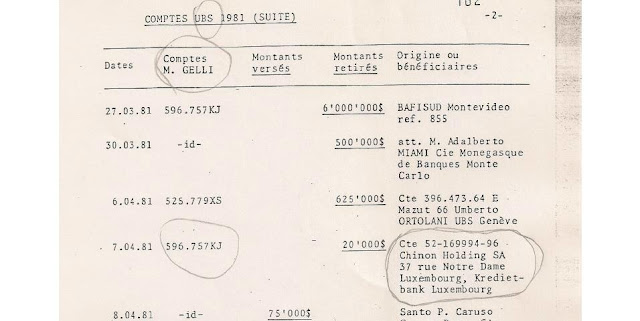 102
COMPTES UBS 1981 (SUITE)
-2-
Dates Comptes M. GELLI Montants versés Montants retirés Origine ou bénéficiaires
27.03.81 596.757KJ 6'000'000$ BAFISUD Montevideo
ref. 855
30.03.81 -id- 500'000$ att. M. Adalberto
MIAMI Cie Monegasque
de Banques Monte
Carlo
6.04.81 525.779XS 625'000$ Cte 396.473.64 E
Mazut 66 Umberto
ORTOLANI UBS Genève
7.04.81 596.757KJ 20'000$ Cte 52-169994-96
Chinon Holding SA
37 rue Notre Dame
Luxembourg, Krediet-
bank Luxembourg
8.04.81 -id- 75'000$ Santo P. Caruso